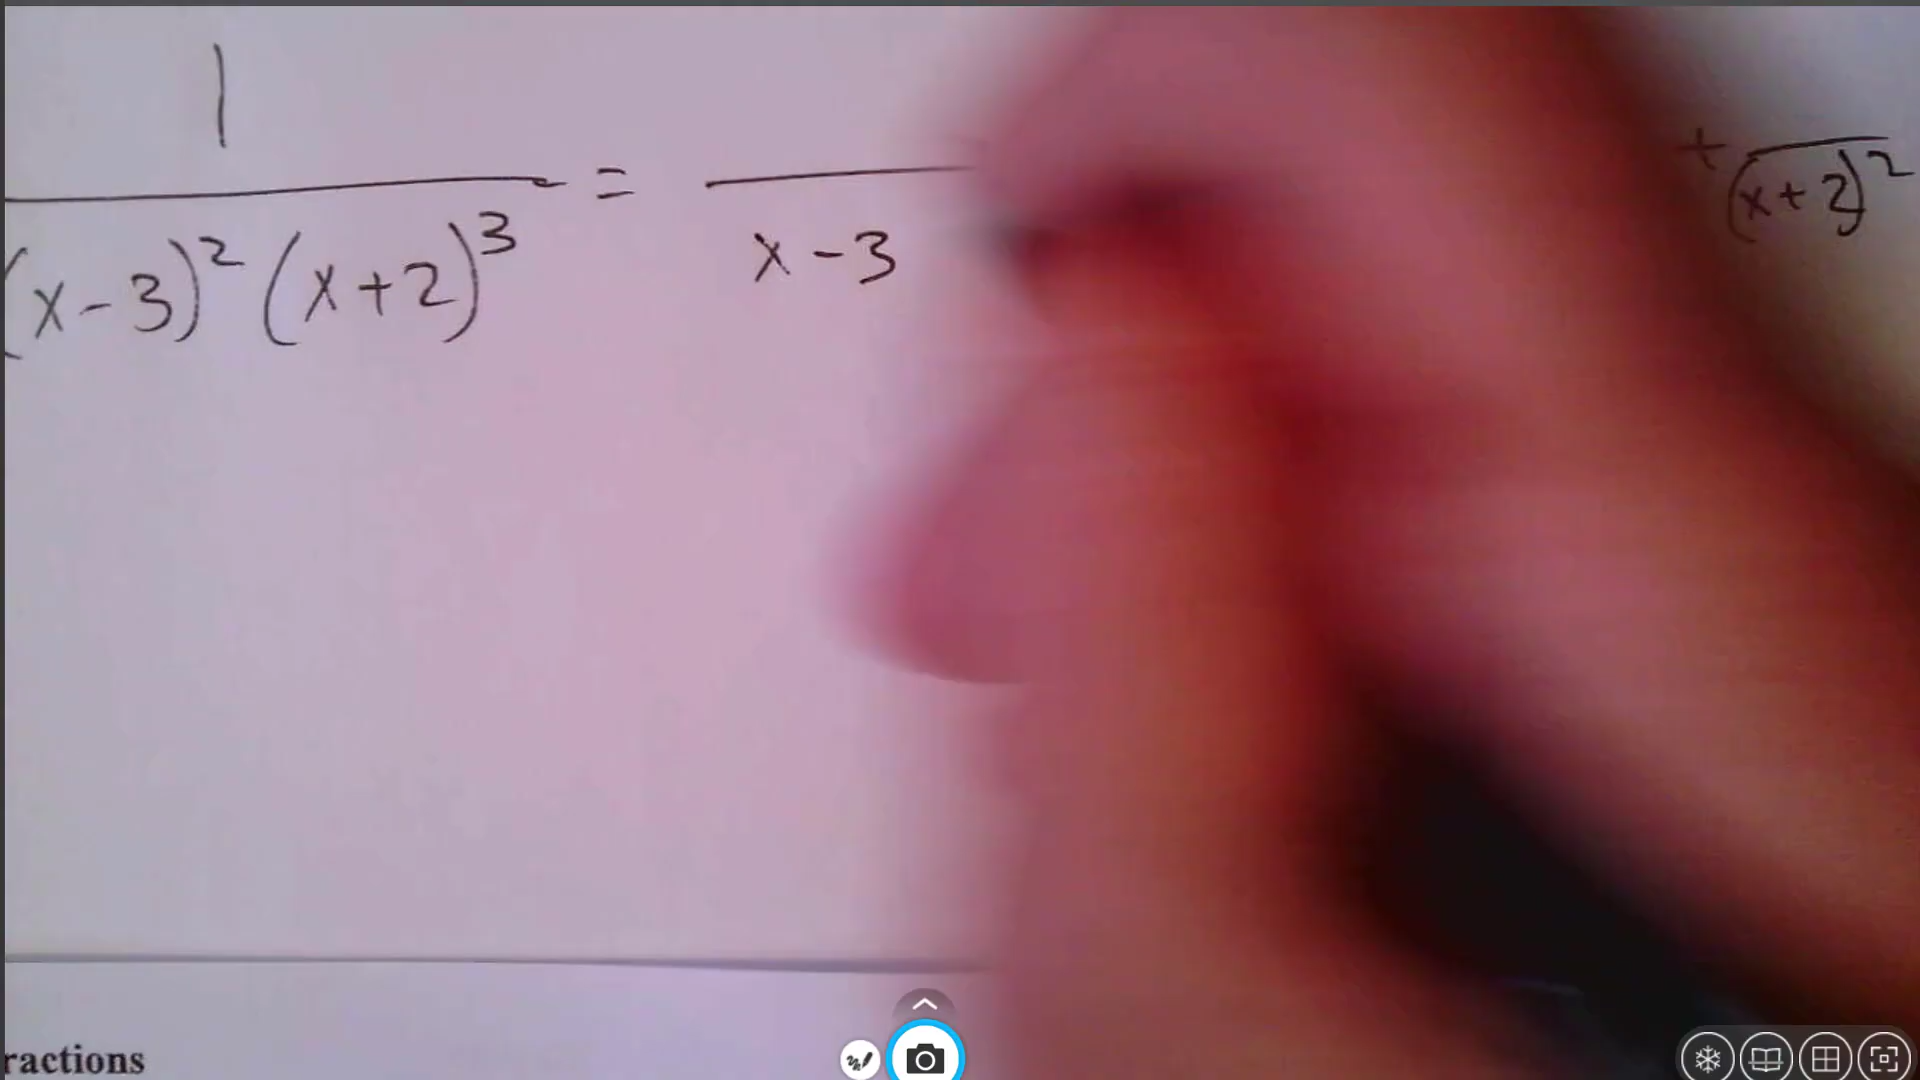 1
= + 
(x-3)² (x+2)³ x-3 (x+2)²
ractions